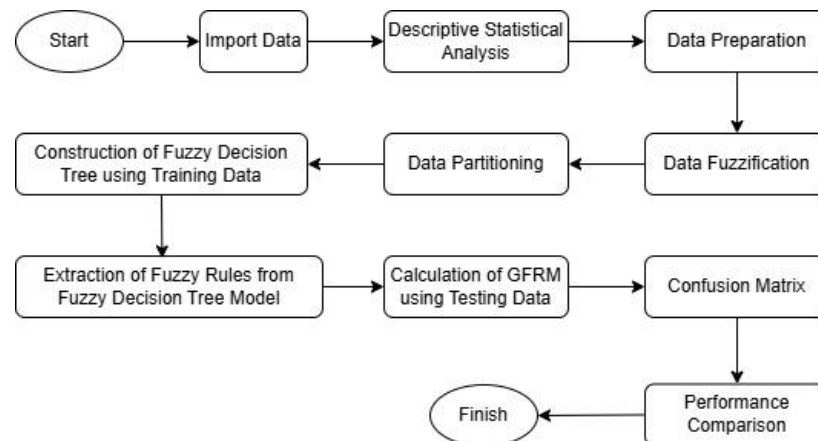 Start
Import Data
Descriptive Statistical
Analysis
Data Preparation
Data Fuzzification
Data Partitioning
Construction of Fuzzy Decision
Tree using Training Data
Extraction of Fuzzy Rules from
Fuzzy Decision Tree Model
Calculation of GFRM
using Testing Data
Confusion Matrix
Performance
Comparison
Finish